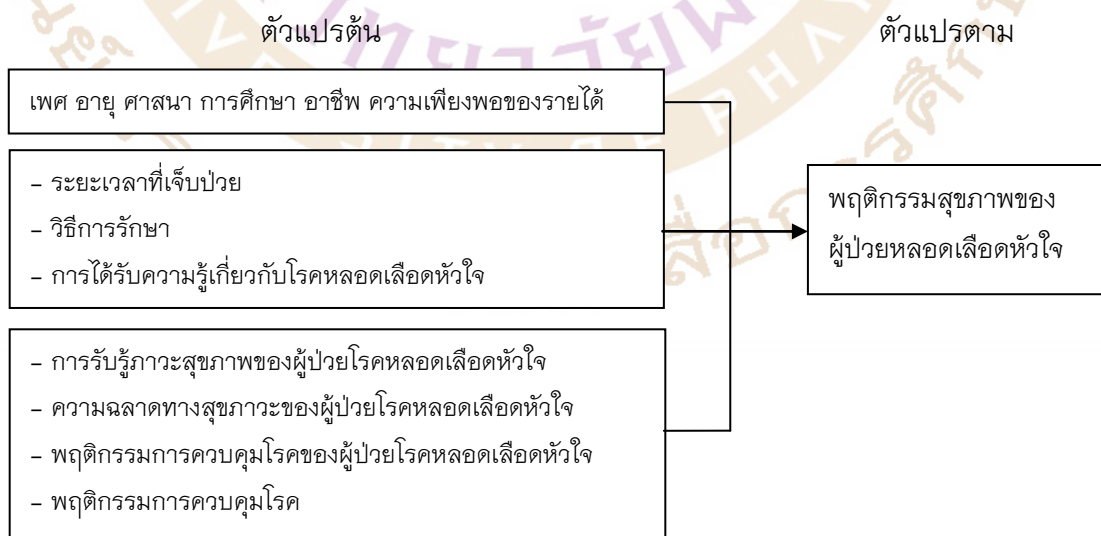 ตัวแปรต้น
ตัวแปรตาม
เพศ อายุ ศาสนา การศึกษา อาชีพ ความเพียงพอของรายได้
– ระยะเวลาที่เจ็บป่วย
– วิธีการรักษา
– การได้รับความรู้เกี่ยวกับโรคหลอดเลือดหัวใจ
พฤติกรรมสุขภาพของ
ผู้ป่วยหลอดเลือดหัวใจ
– การรับรู้ภาวะสุขภาพของผู้ป่วยโรคหลอดเลือดหัวใจ
– ความฉลาดทางสุขภาวะของผู้ป่วยโรคหลอดเลือดหัวใจ
– พฤติกรรมการควบคุมโรคของผู้ป่วยโรคหลอดเลือดหัวใจ
– พฤติกรรมการควบคุมโรค